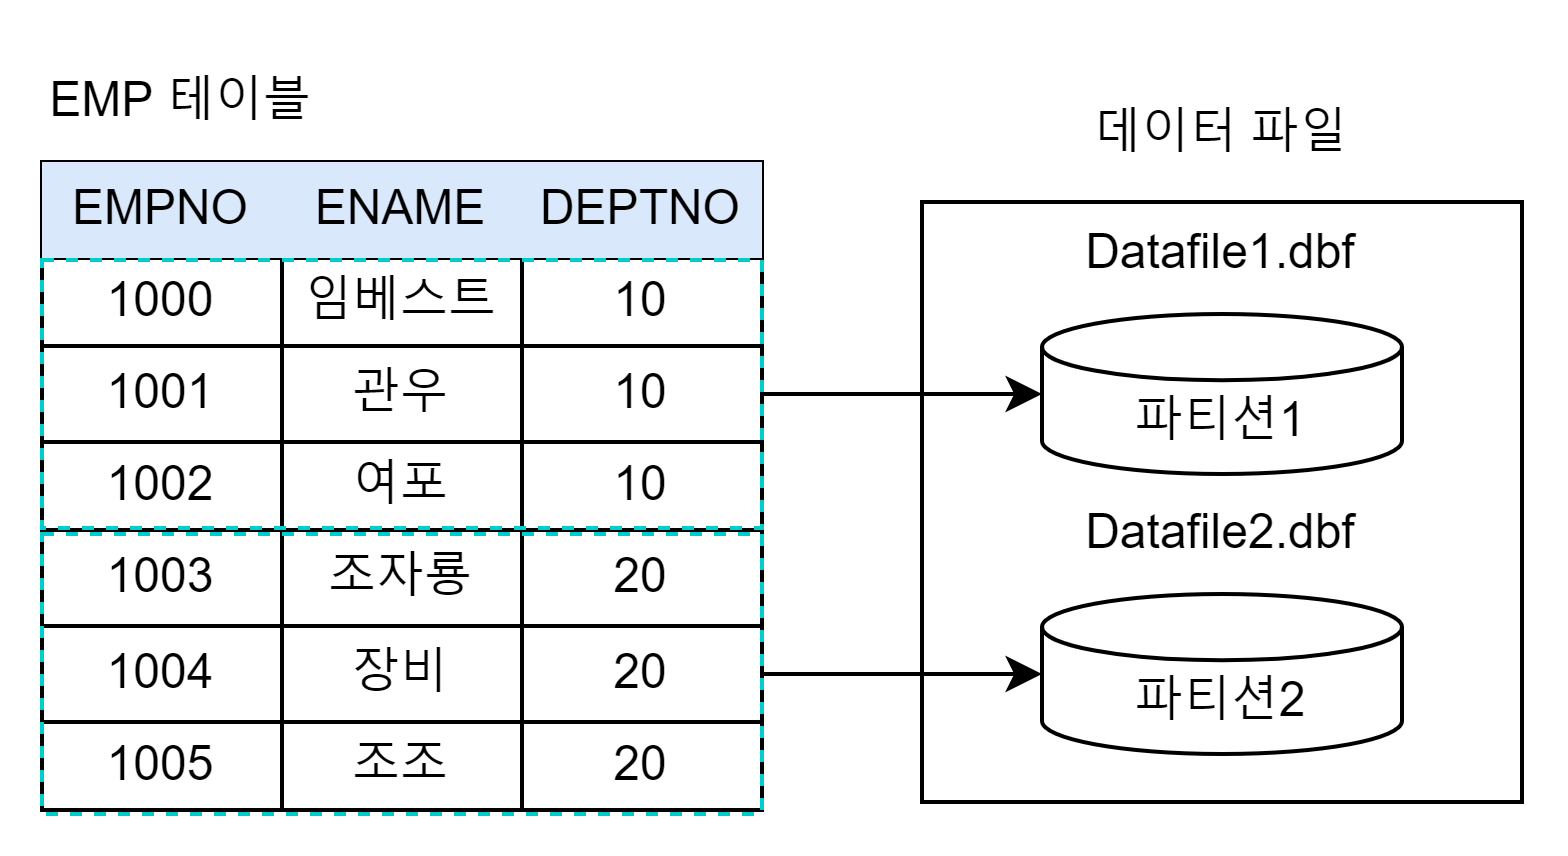 EMP 테이블
EMPNO ENAME DEPTNO
1000 임베스트 10
1001 관우 10
1002 여포 10
1003 조자룡 20
1004 장비 20
1005 조조 20
데이터 파일
Datafile1.dbf
파티션1
Datafile2.dbf
파티션2